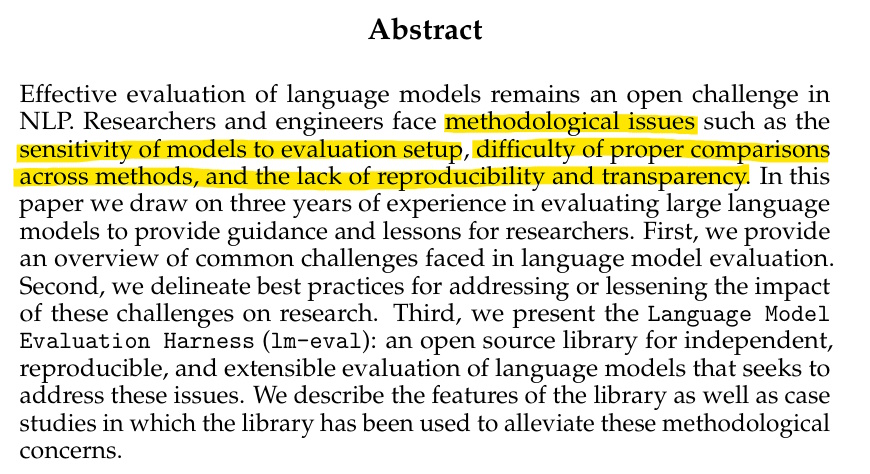 Abstract
Effective evaluation of language models remains an open challenge in
NLP. Researchers and engineers face methodological issues such as the
sensitivity of models to evaluation setup, difficulty of proper comparisons
across methods, and the lack of reproducibility and transparency. In this
paper we draw on three years of experience in evaluating large language
models to provide guidance and lessons for researchers. First, we provide
an overview of common challenges faced in language model evaluation.
Second, we delineate best practices for addressing or lessening the impact
of these challenges on research. Third, we present the Language Model
Evaluation Harness (lm-eval): an open source library for independent,
reproducible, and extensible evaluation of language models that seeks to
address these issues. We describe the features of the library as well as case
studies in which the library has been used to alleviate these methodological
concerns.